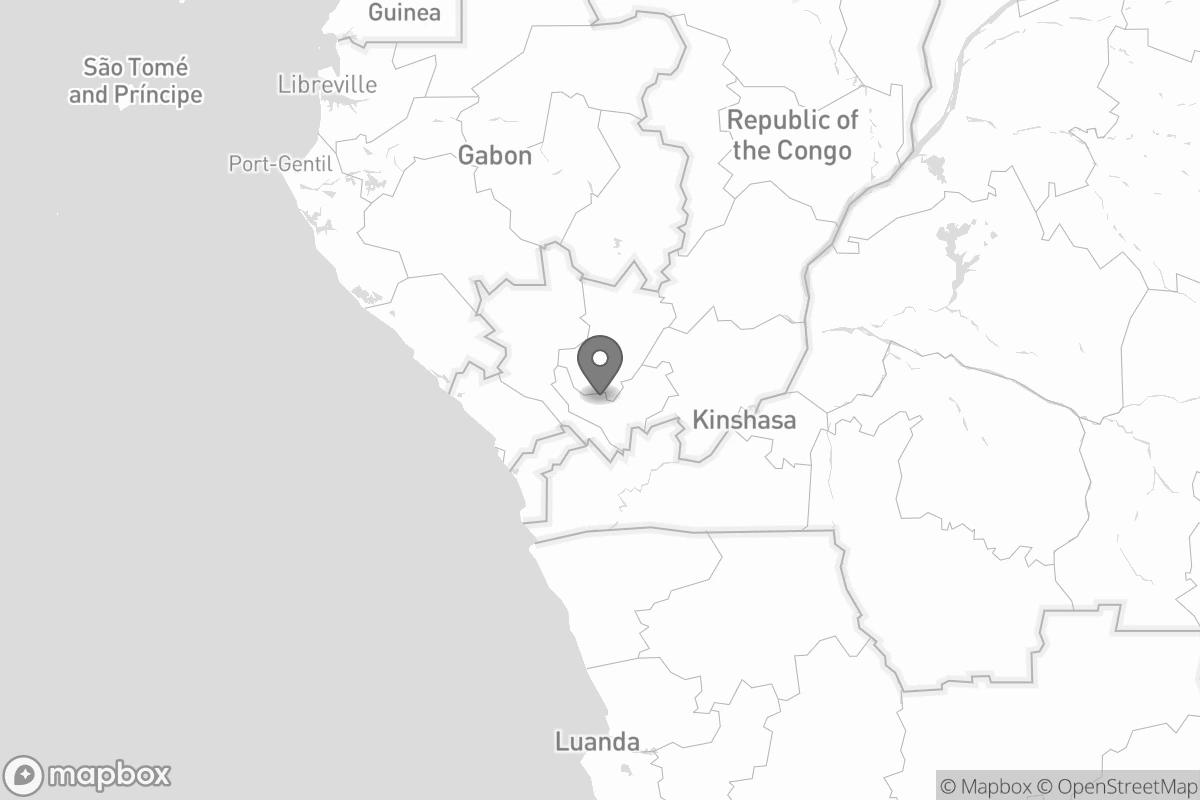 Guinea
São Tomé
and Príncipe
Libreville
Republic of
the Congo
Gabon
Port-Gentil
Kinshasa
Luanda
mapbox
© Mapbox © OpenStreetMap